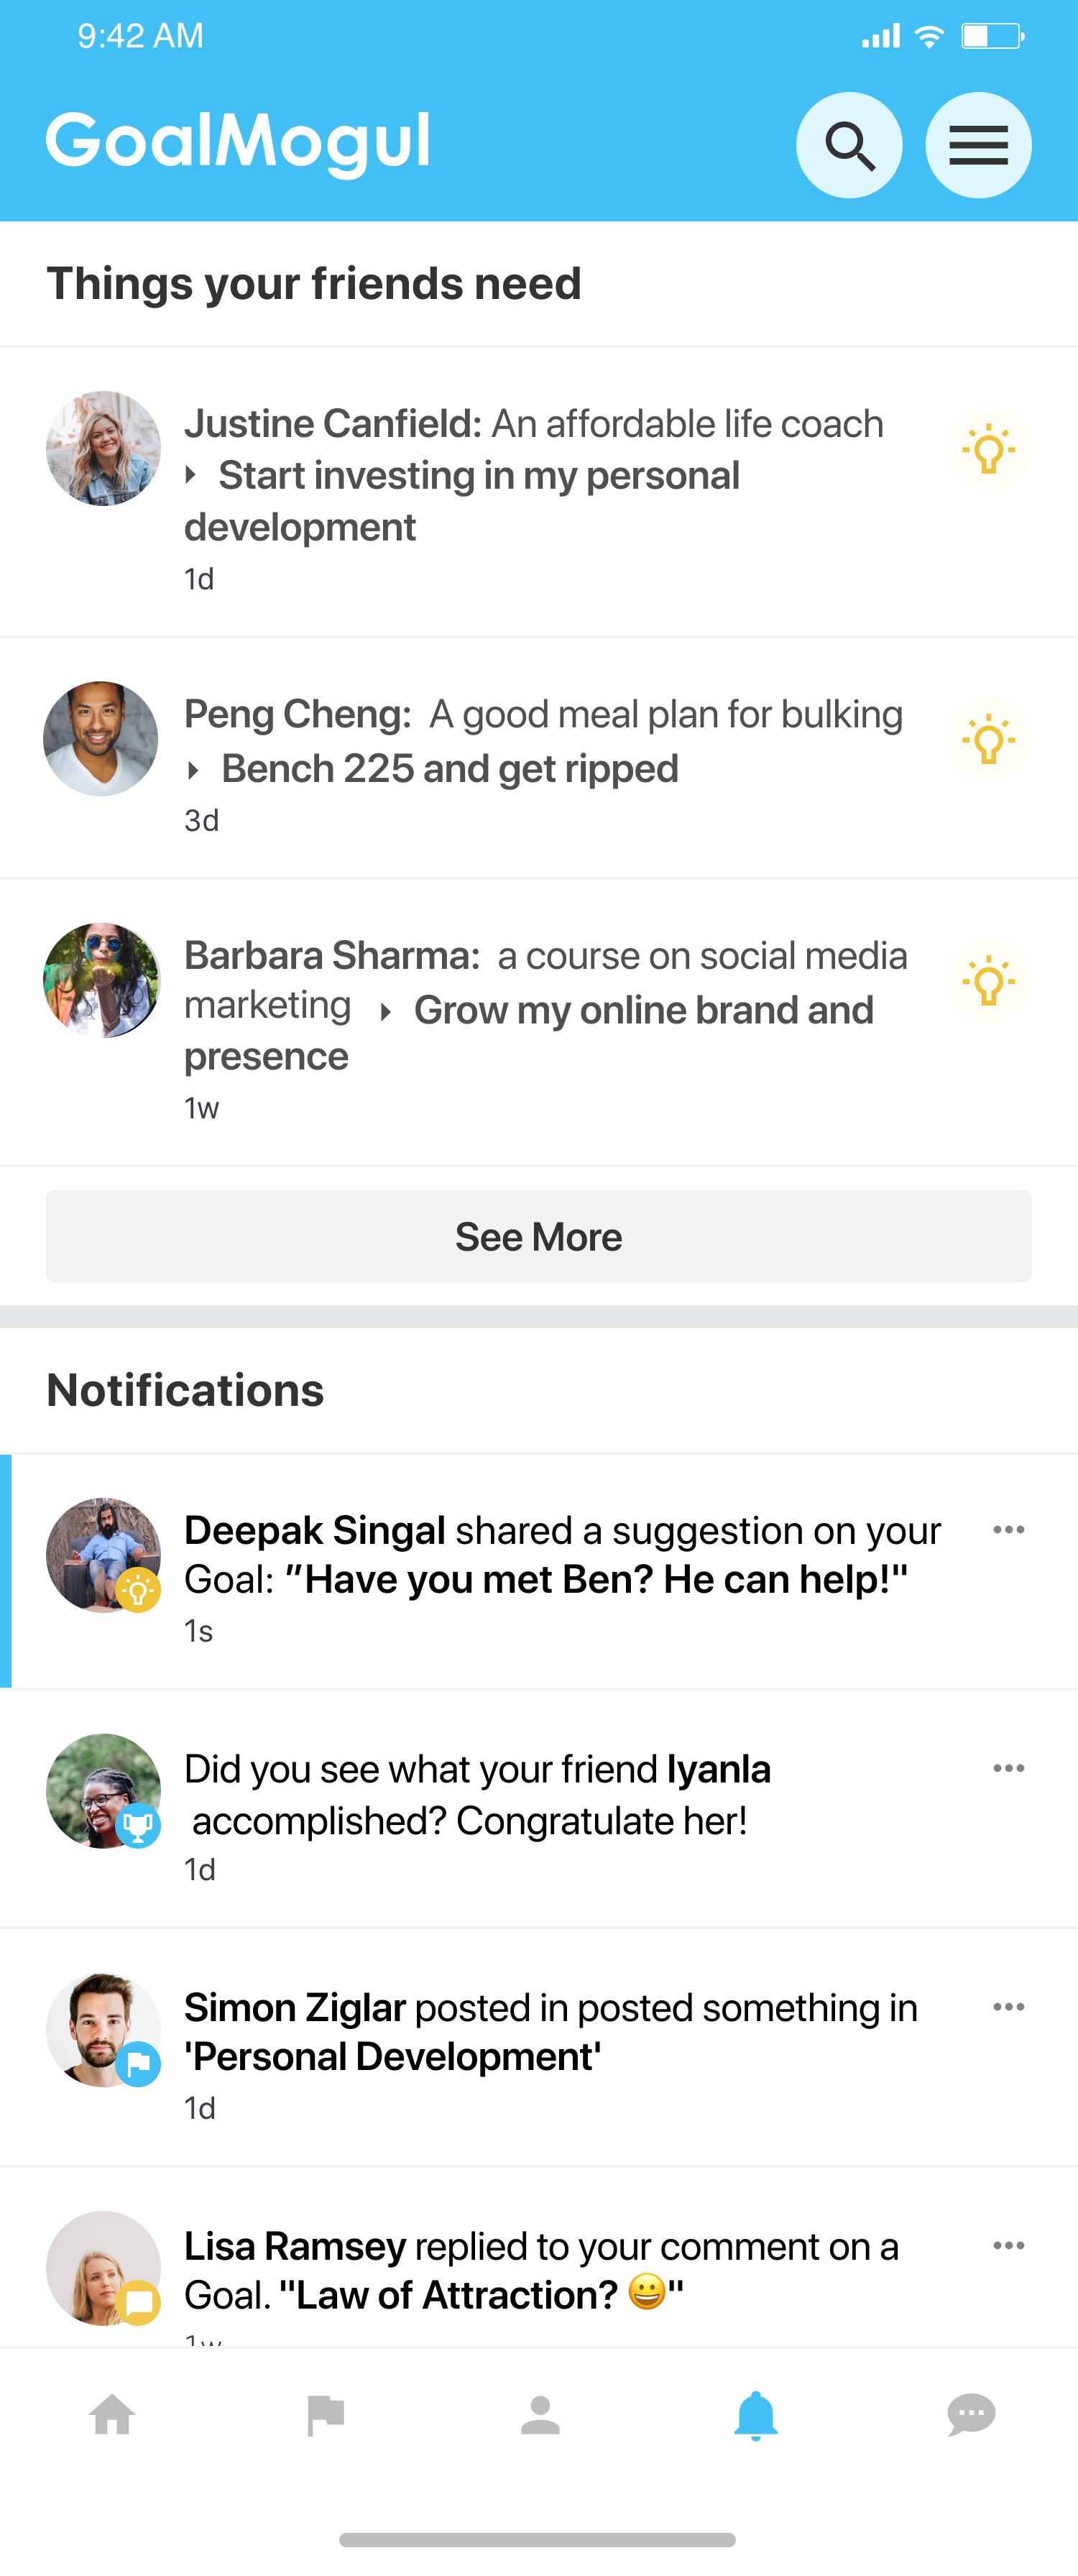 9:42 AM
GoalMogul
Things your friends need
Justine Canfield: An affordable life coach
Start investing in my personal
development
1d
Peng Cheng: A good meal plan for bulking
Bench 225 and get ripped
3d
Barbara Sharma: a course on social media
marketing Grow my online brand and
presence
1w
See More
Notifications
Deepak Singal shared a suggestion on your
Goal: "Have you met Ben? He can help!"
1s
Did you see what your friend Iyanla
accomplished? Congratulate her!
1d
Simon Ziglar posted in posted something in
'Personal Development'
1d
Lisa Ramsey replied to your comment on a
Goal. "Law of Attraction? 😀"
1w